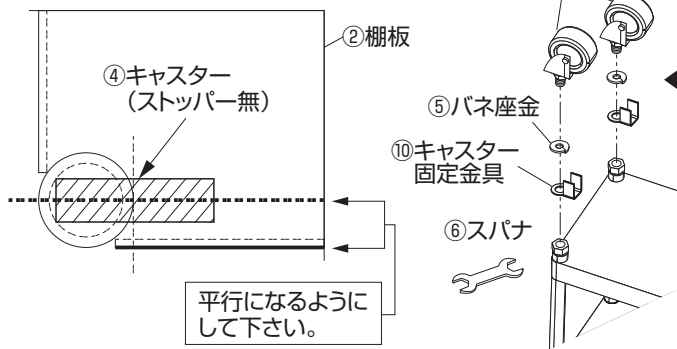 ②棚板
④キャスター
（ストッパー無）
⑤バネ座金
⑩キャスター
固定金具
⑥スパナ
平行になるように
して下さい。